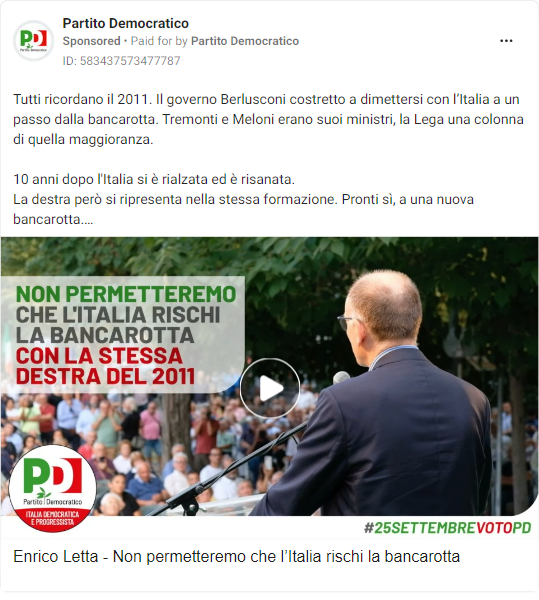 Partito Democratico
Sponsored • Paid for by Partito Democratico
ID: 583437573477787
Tutti ricordano il 2011. Il governo Berlusconi costretto a dimettersi con l'Italia a un
passo dalla bancarotta. Tremonti e Meloni erano suoi ministri, la Lega una colonna
di quella maggioranza.
10 anni dopo l'Italia si è rialzata ed è risanata.
La destra però si ripresenta nella stessa formazione. Pronti sì, a una nuova
bancarotta....
NON PERMETTEREMO
CHE L'ITALIA RISCHI
LA BANCAROTTA
CON LA STESSA
DESTRA DEL 2011
PD
Partito Democratico
ITALIA DEMOCRATICA
E PROGRESSISTA
#25SETTEMBREVOTOPD
Enrico Letta - Non permetteremo che l'Italia rischi la bancarotta